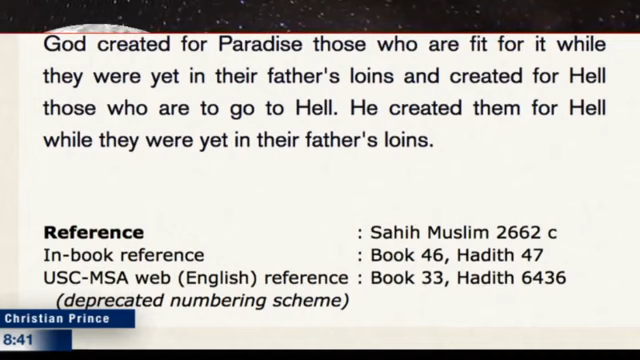 God created for Paradise those who are fit for it while
they were yet in their father's loins and created for Hell
those who are to go to Hell. He created them for Hell
while they were yet in their father's loins.
Reference : Sahih Muslim 2662 c
In-book reference : Book 46, Hadith 47
USC-MSA web (English) reference : Book 33, Hadith 6436
(deprecated numbering scheme)
Christian Prince
8:41